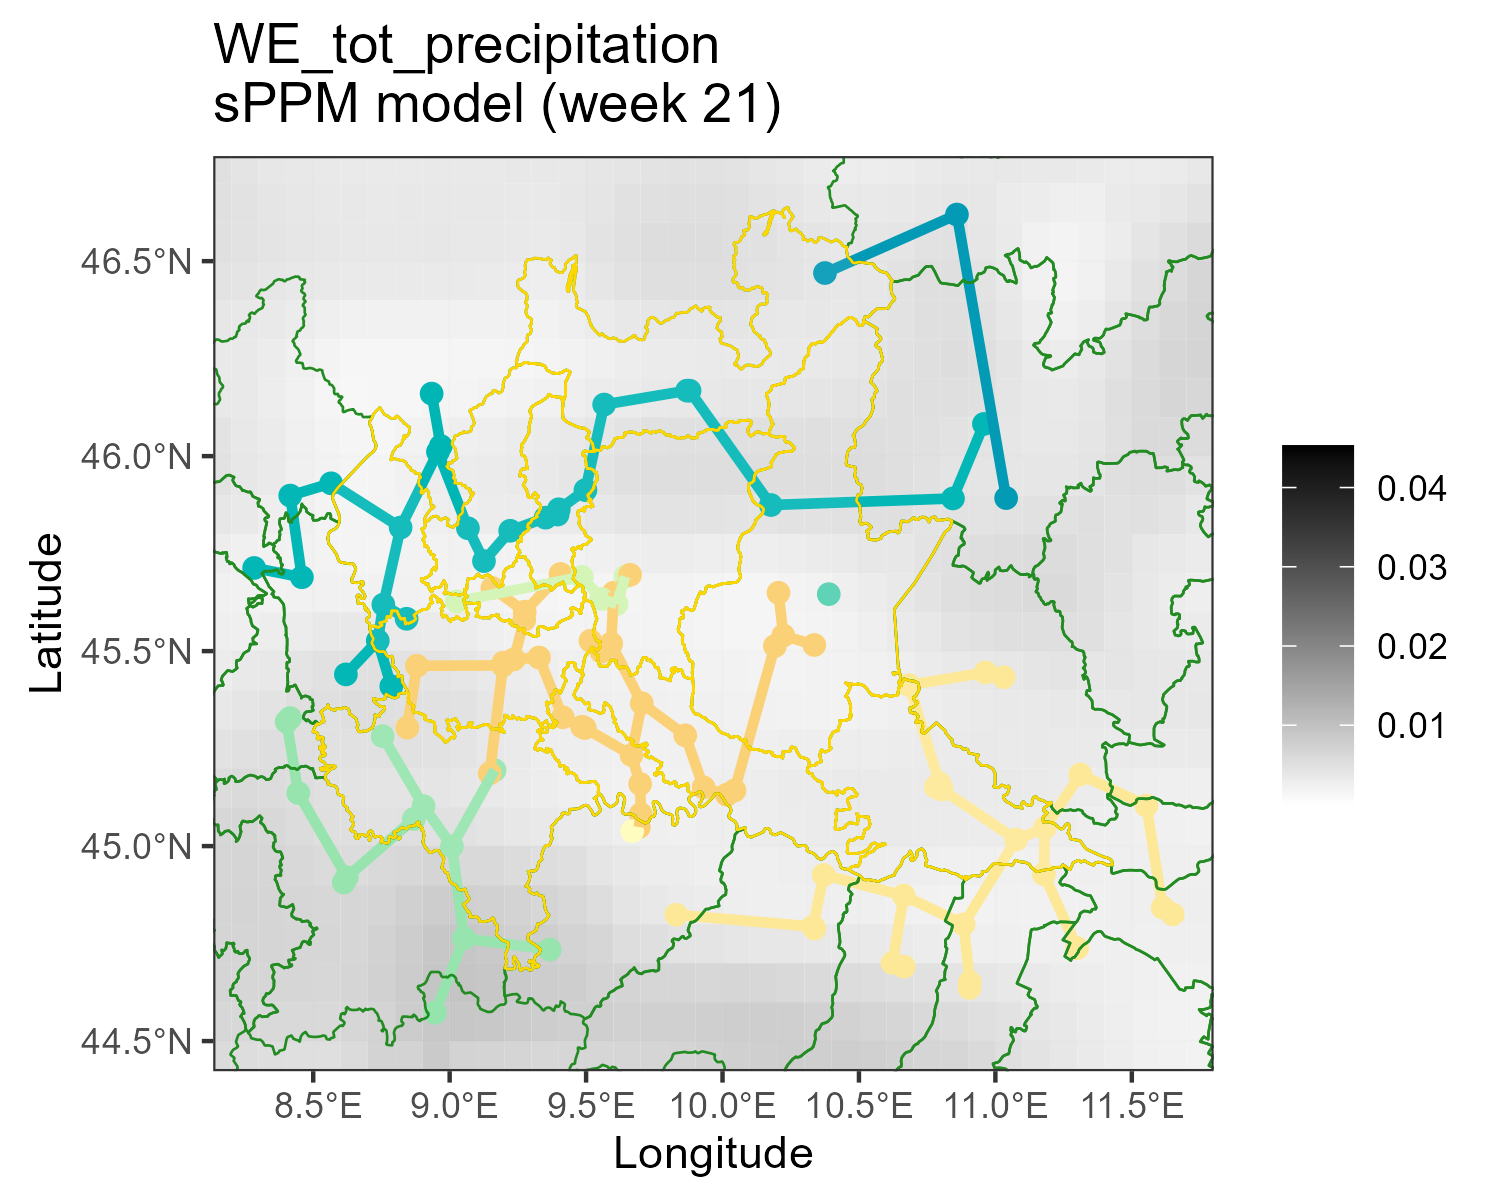 WE_tot_precipitation
sPPM model (week 21)
46.5°N
46.0°N
45.5°N
45.0°N
44.5°N
Latitude
8.5°E 9.0°E 9.5°E 10.0°E 10.5°E 11.0°E 11.5°E
Longitude
0.04
0.03
0.02
0.01